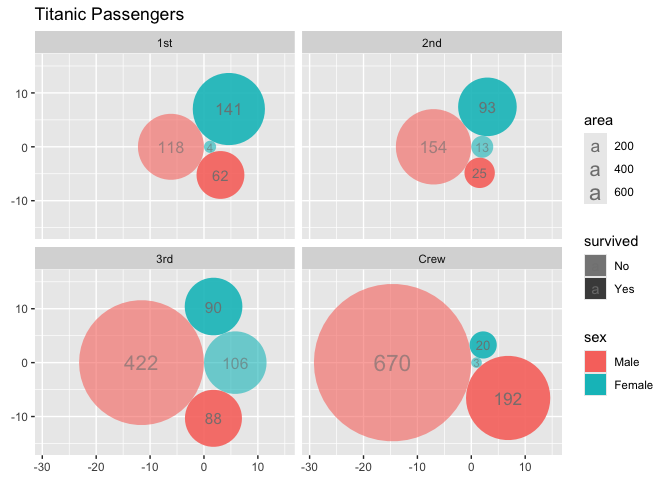 Titanic Passengers
1st
2nd
10
0
-10
141
118
4
62
93
154
13
25
area
a 200
a 400
a 600
survived
No
a Yes
sex
Male
Female
3rd
Crew
10
0
-10
90
422
106
88
670
20
3
192
-30 -20 -10 0 10
-30 -20 -10 0 10